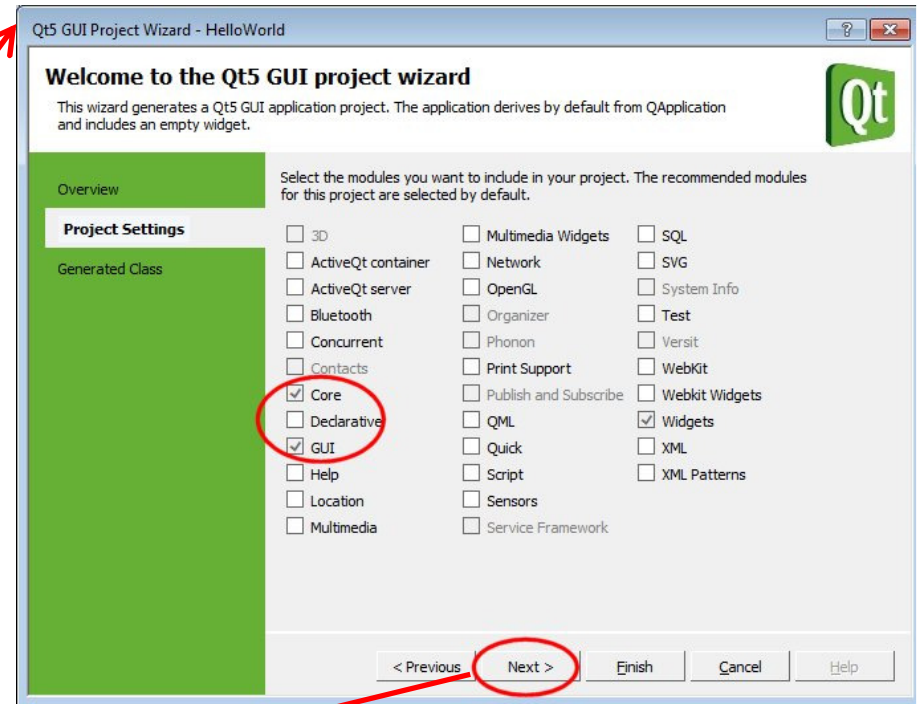 Qt5 GUI Project Wizard - HelloWorld
Welcome to the Qt5 GUI project wizard
This wizard generates a Qt5 GUI application project. The application derives by default from QApplication
and includes an empty widget.
Qt
Overview
Project Settings
Generated Class
Select the modules you want to include in your project. The recommended modules
for this project are selected by default.
3D
ActiveQt container
ActiveQt server
Bluetooth
Concurrent
Contacts
Core
Declarative
GUI
Help
Location
Multimedia
Multimedia Widgets
Network
OpenGL
Organizer
Phonon
Print Support
Publish and Subscribe
QML
Quick
Script
Sensors
Service Framework
SQL
SVG
System Info
Test
Versit
WebKit
Webkit Widgets
Widgets
XML
XML Patterns
< Previous Next > Finish Cancel Help